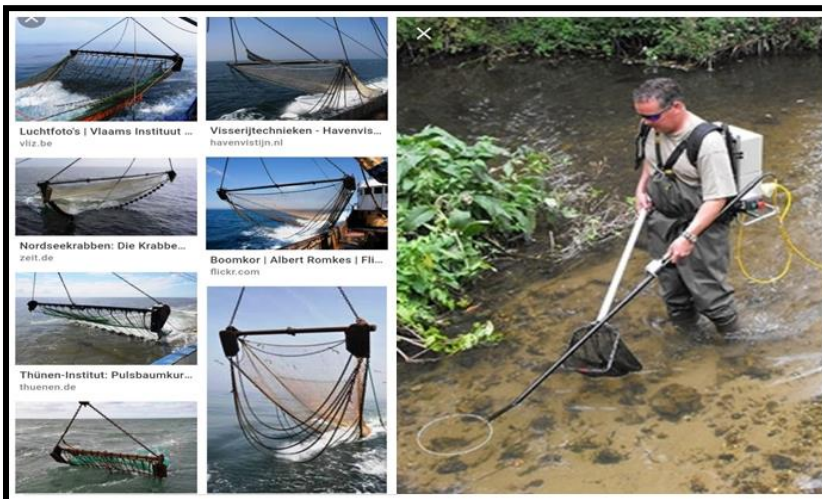 Luchtfoto's | Vlaams Instituut ...
vliz.be
Visserijtechnieken - Havenvis...
havenvistijn.nl
Nordseekrabben: Die Krabbe...
zeit.de
Boomkor | Albert Romkes | Fli...
flickr.com
Thünen-Institut: Pulsbaumkur...
thuenen.de